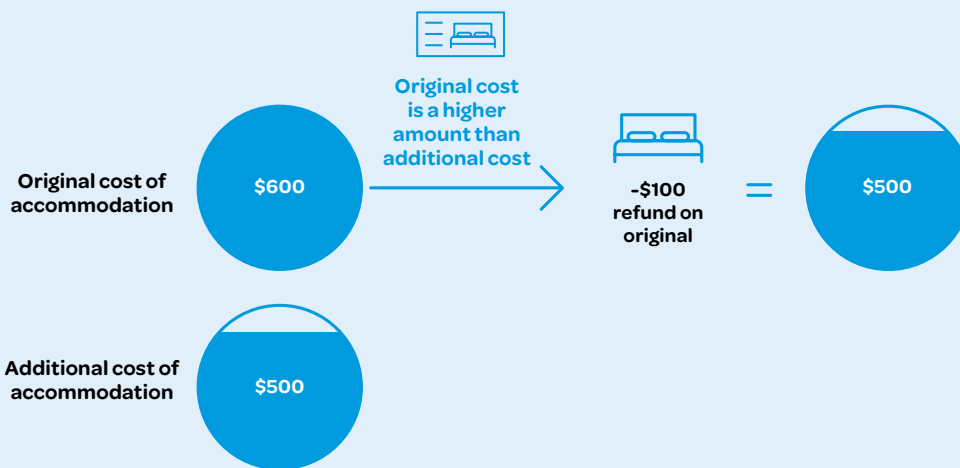 Original cost
is a higher
amount than
additional cost
Original cost of
accommodation
$600
-$100
refund on
original
=
$500
Additional cost of
accommodation
$500